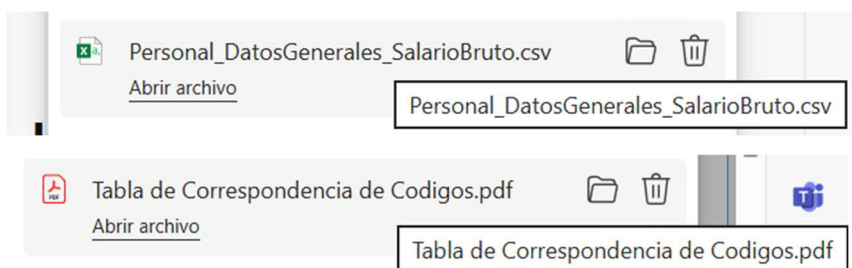 Personal_DatosGenerales_SalarioBruto.csv
Abrir archivo
Personal_DatosGenerales_SalarioBruto.csv
Tabla de Correspondencia de Codigos.pdf
Abrir archivo
Tabla de Correspondencia de Codigos.pdf